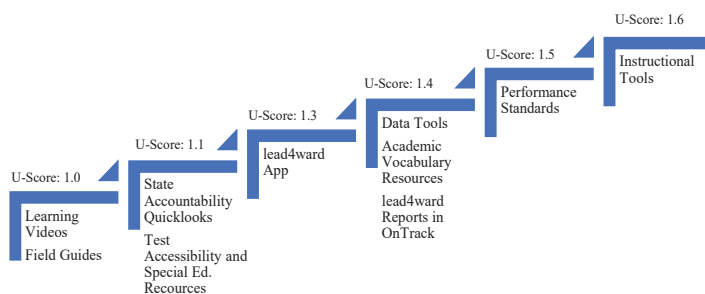 U-Score: 1.0
Learning
Videos
Field Guides
U-Score: 1.1
State
Accountability
Quicklooks
Test
Accessibility and
Special Ed.
Recources
U-Score: 1.3
lead4ward
App
U-Score: 1.4
Data Tools
Academic
Vocabulary
Resources
lead4ward
Reports in
OnTrack
U-Score: 1.5
Performance
Standards
U-Score: 1.6
Instructional
Tools